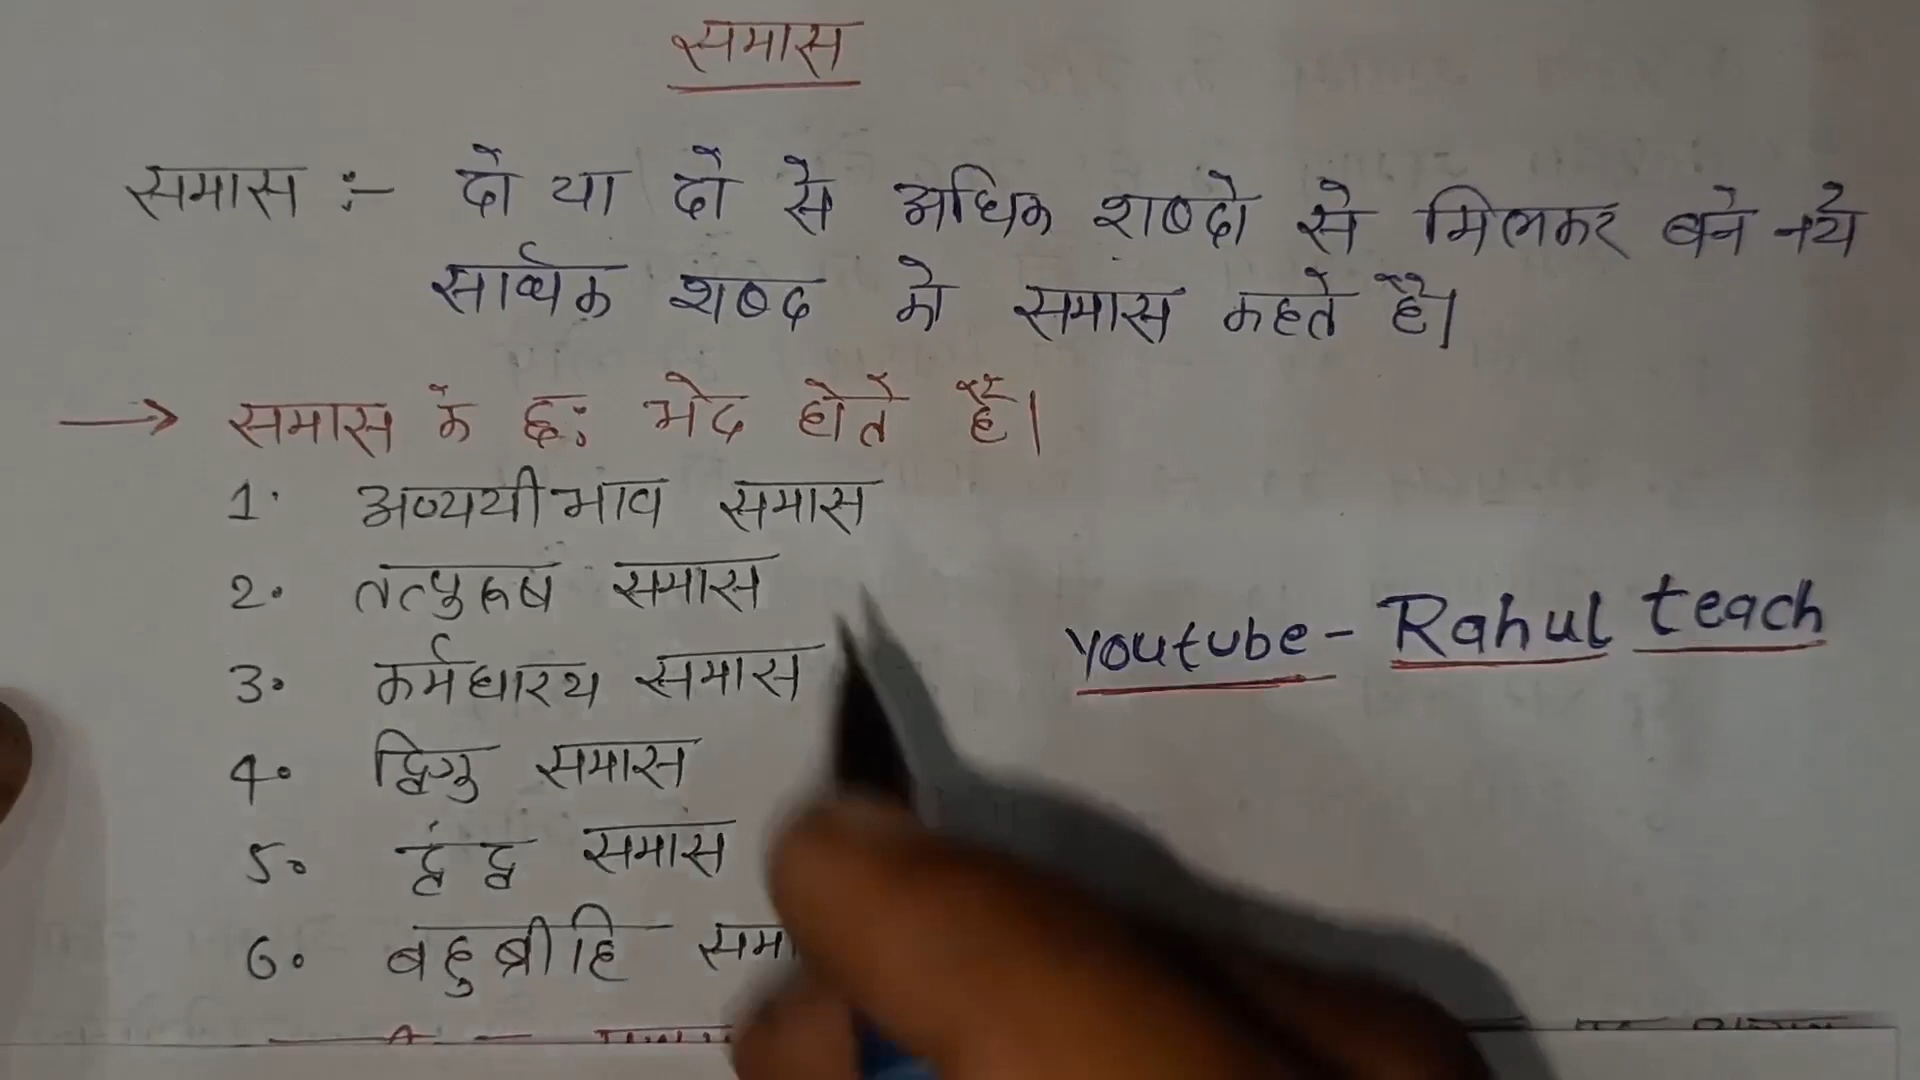 समास
समास :- दो या दो से अधिक शब्दो से मिलकर बने नये
सार्थक शब्द को समास कहते है।
→ समास के छः भेद होते हैं।
1. अव्ययीभाव समास
2. तत्पुरूष समास
3. कर्मधारय समास
youtube - Rahul teach
4. द्विगु समास
5. द्वंद्व समास
6. बहुब्रीहि समा